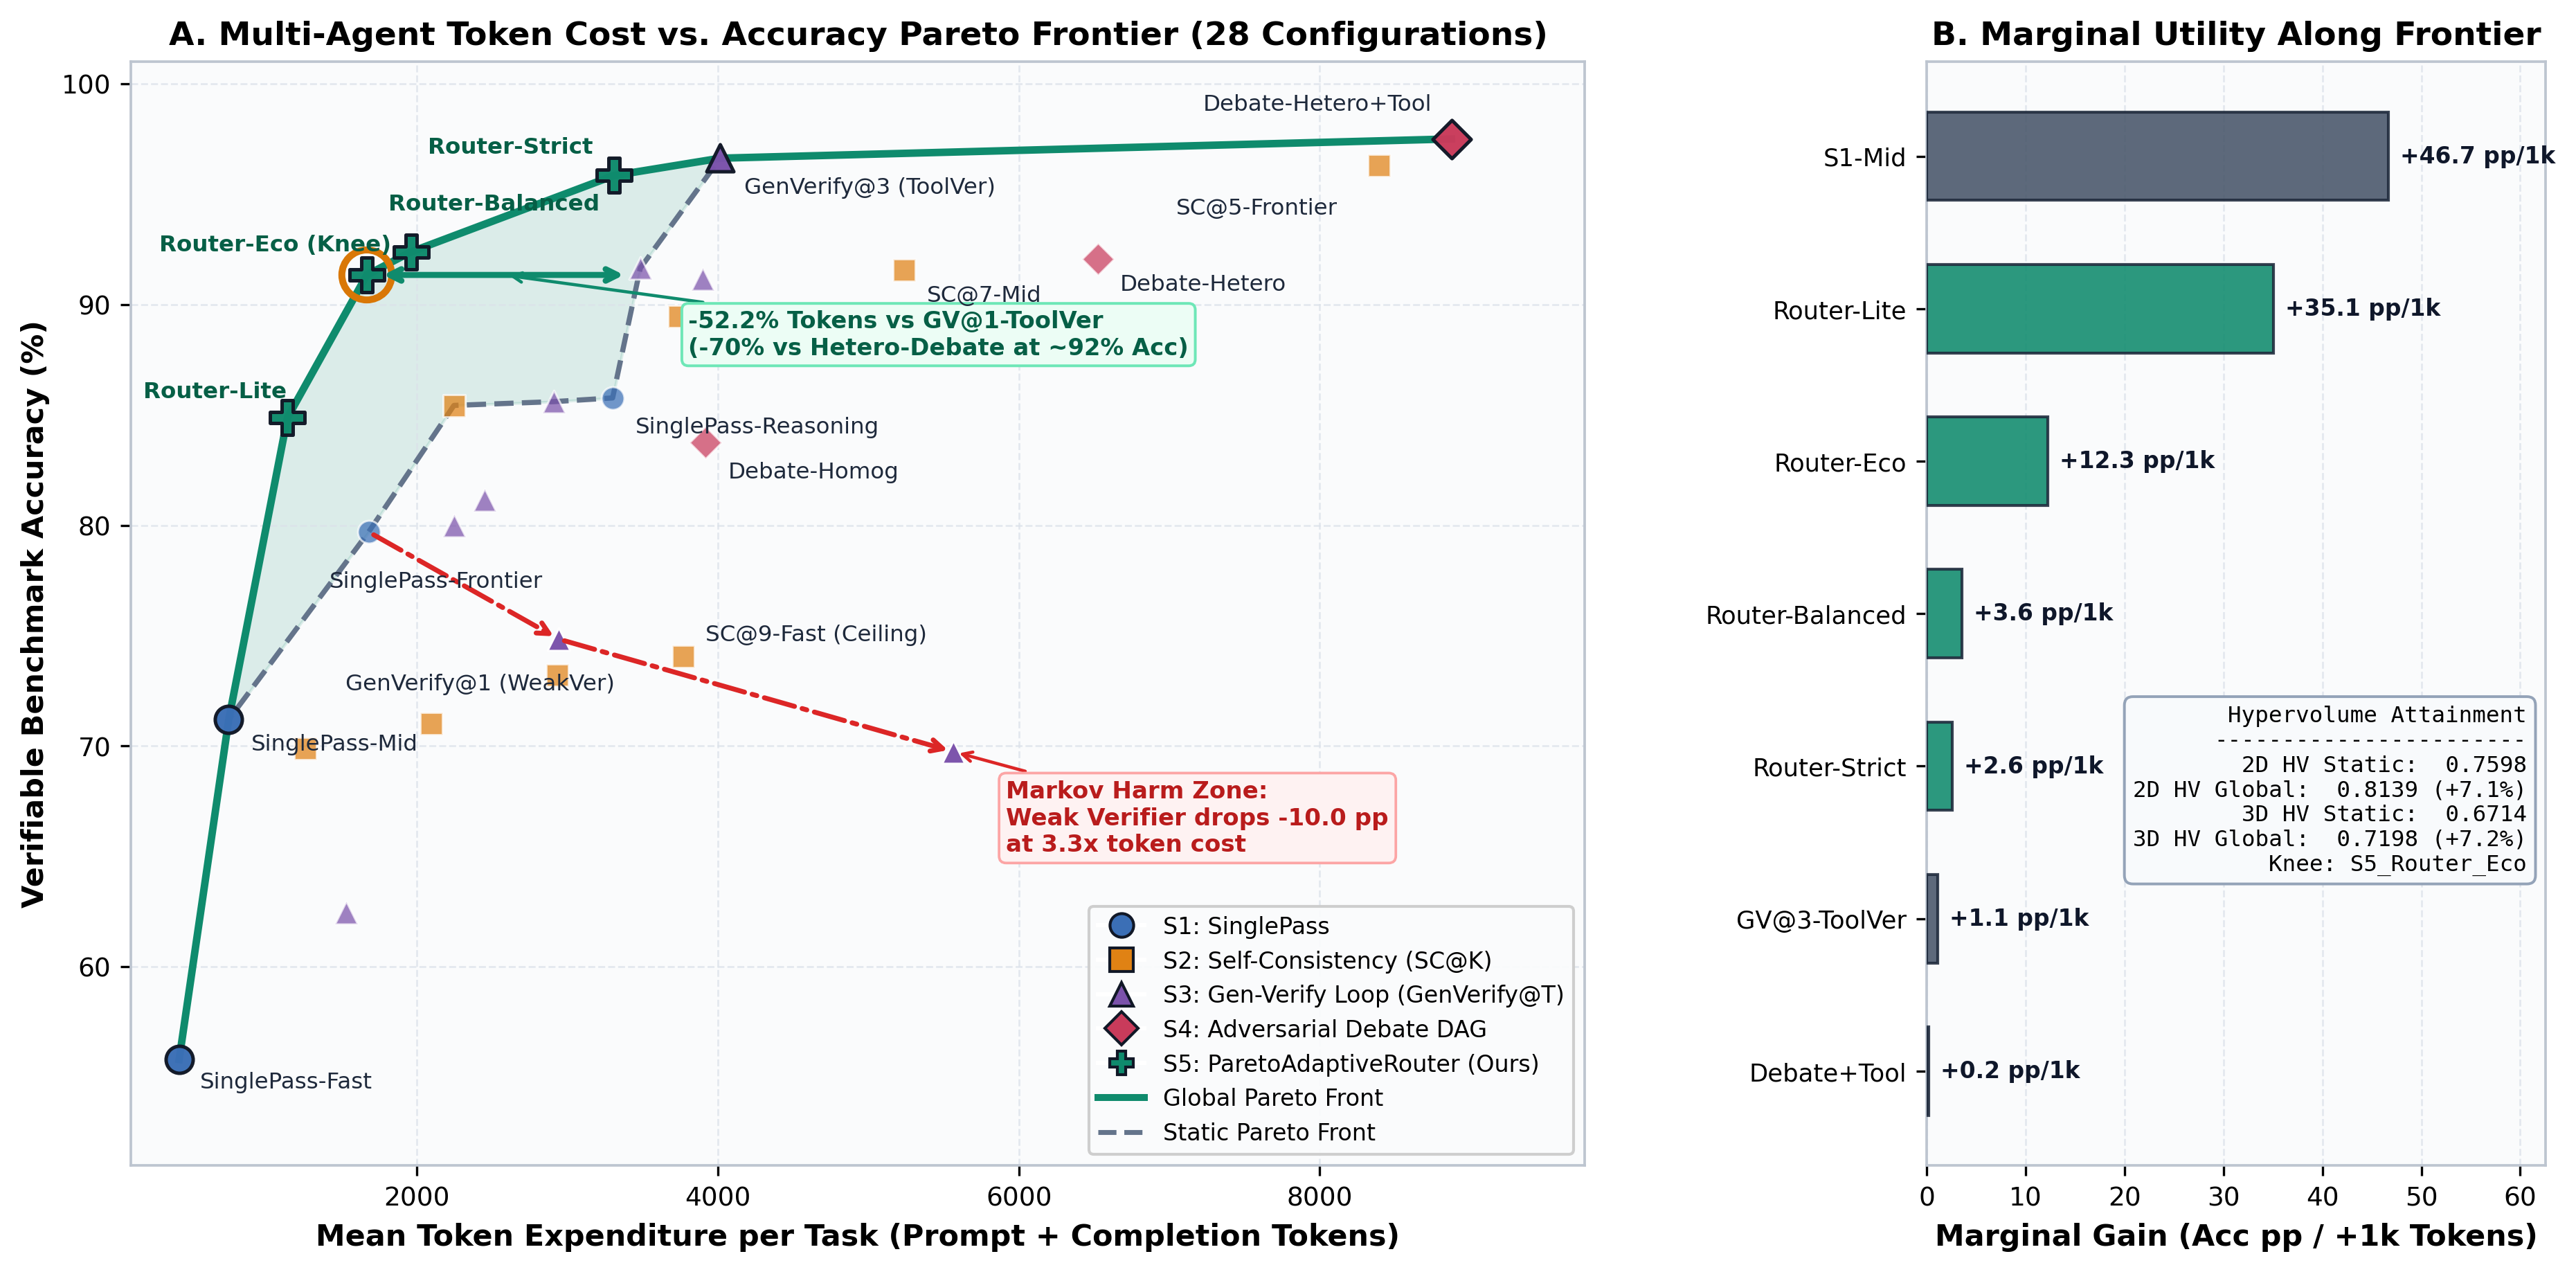 A. Multi-Agent Token Cost vs. Accuracy Pareto Frontier (28 Configurations)
Verifiable Benchmark Accuracy (%)
100
90
80
70
60
2000
4000
6000
8000
Mean Token Expenditure per Task (Prompt + Completion Tokens)
Debate-Hetero+Tool
Router-Strict
GenVerify@3 (ToolVer)
Router-Balanced
SC@5-Frontier
Router-Eco (Knee)
Debate-Hetero
SC@7-Mid
-52.2% Tokens vs GV@1-ToolVer
(-70% vs Hetero-Debate at ~92% Acc)
Router-Lite
SinglePass-Reasoning
Debate-Homog
SinglePass-Frontier
SC@9-Fast (Ceiling)
GenVerify@1 (WeakVer)
SinglePass-Mid
Markov Harm Zone:
Weak Verifier drops -10.0 pp
at 3.3x token cost
SinglePass-Fast
S1: SinglePass
S2: Self-Consistency (SC@K)
S3: Gen-Verify Loop (GenVerify@T)
S4: Adversarial Debate DAG
S5: ParetoAdaptiveRouter (Ours)
Global Pareto Front
Static Pareto Front
B. Marginal Utility Along Frontier
S1-Mid
+46.7 pp/1k
Router-Lite
+35.1 pp/1k
Router-Eco
+12.3 pp/1k
Router-Balanced
+3.6 pp/1k
Router-Strict
+2.6 pp/1k
GV@3-ToolVer
+1.1 pp/1k
Debate+Tool
+0.2 pp/1k
Hypervolume Attainment
-----------------------
2D HV Static: 0.7598
2D HV Global: 0.8139 (+7.1%)
3D HV Static: 0.6714
3D HV Global: 0.7198 (+7.2%)
Knee: S5_Router_Eco
0
10
20
30
40
50
60
Marginal Gain (Acc pp / +1k Tokens)